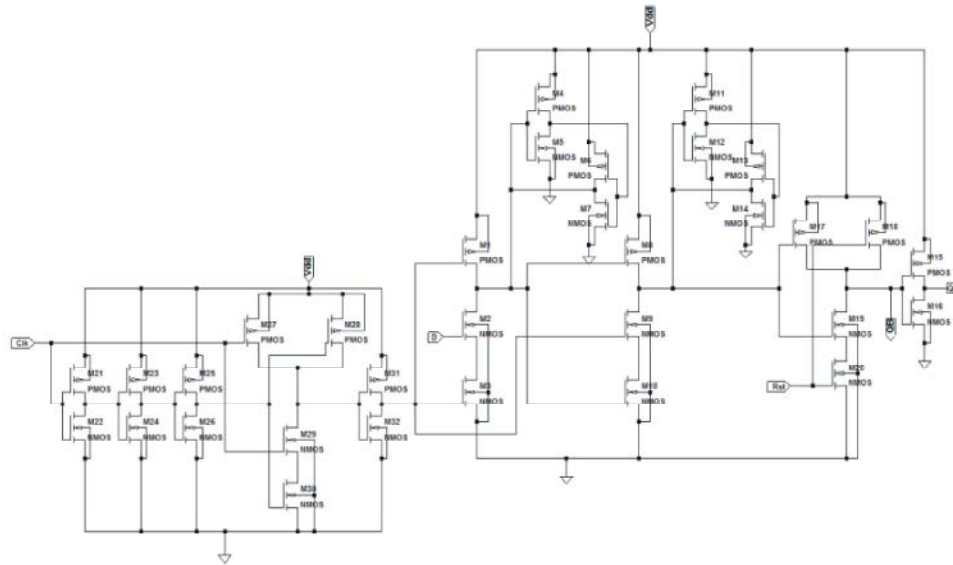 Vdd
M4
PMOS
M5
NMOS
M6
PMOS
M7
NMOS
M11
PMOS
M12
NMOS
M13
PMOS
M14
NMOS
M1
PMOS
M8
PMOS
M17
PMOS
M18
PMOS
M15
PMOS
M16
NMOS
M2
NMOS
M9
NMOS
M19
NMOS
D
M3
NMOS
M10
NMOS
M20
NMOS
Rst
Vdd
Clk
M27
PMOS
M28
PMOS
M21
PMOS
M23
PMOS
M25
PMOS
M31
PMOS
M22
NMOS
M24
NMOS
M26
NMOS
M32
NMOS
M29
NMOS
M30
NMOS